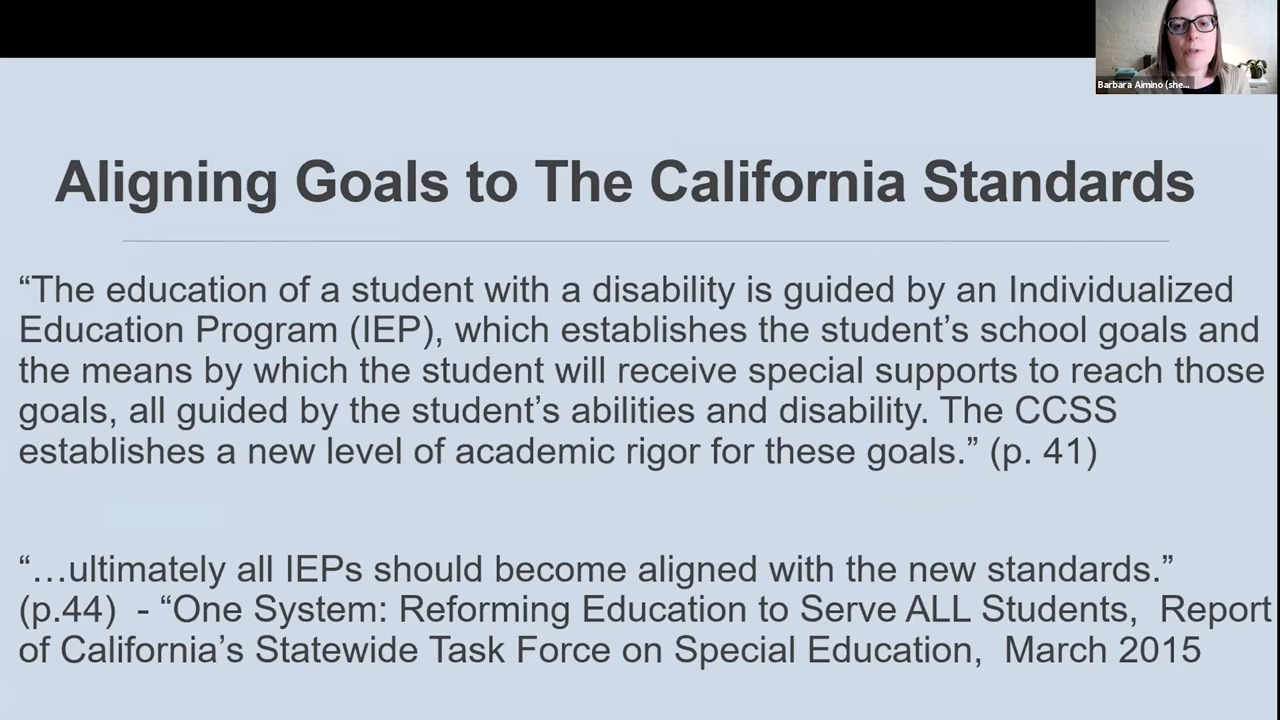 Barbara Aimino (she...
Aligning Goals to The California Standards
“The education of a student with a disability is guided by an Individualized
Education Program (IEP), which establishes the student’s school goals and
the means by which the student will receive special supports to reach those
goals, all guided by the student’s abilities and disability. The CCSS
establishes a new level of academic rigor for these goals.” (p. 41)
“…ultimately all IEPs should become aligned with the new standards.”
(p.44)  - “One System: Reforming Education to Serve ALL Students,  Report
of California’s Statewide Task Force on Special Education,  March 2015